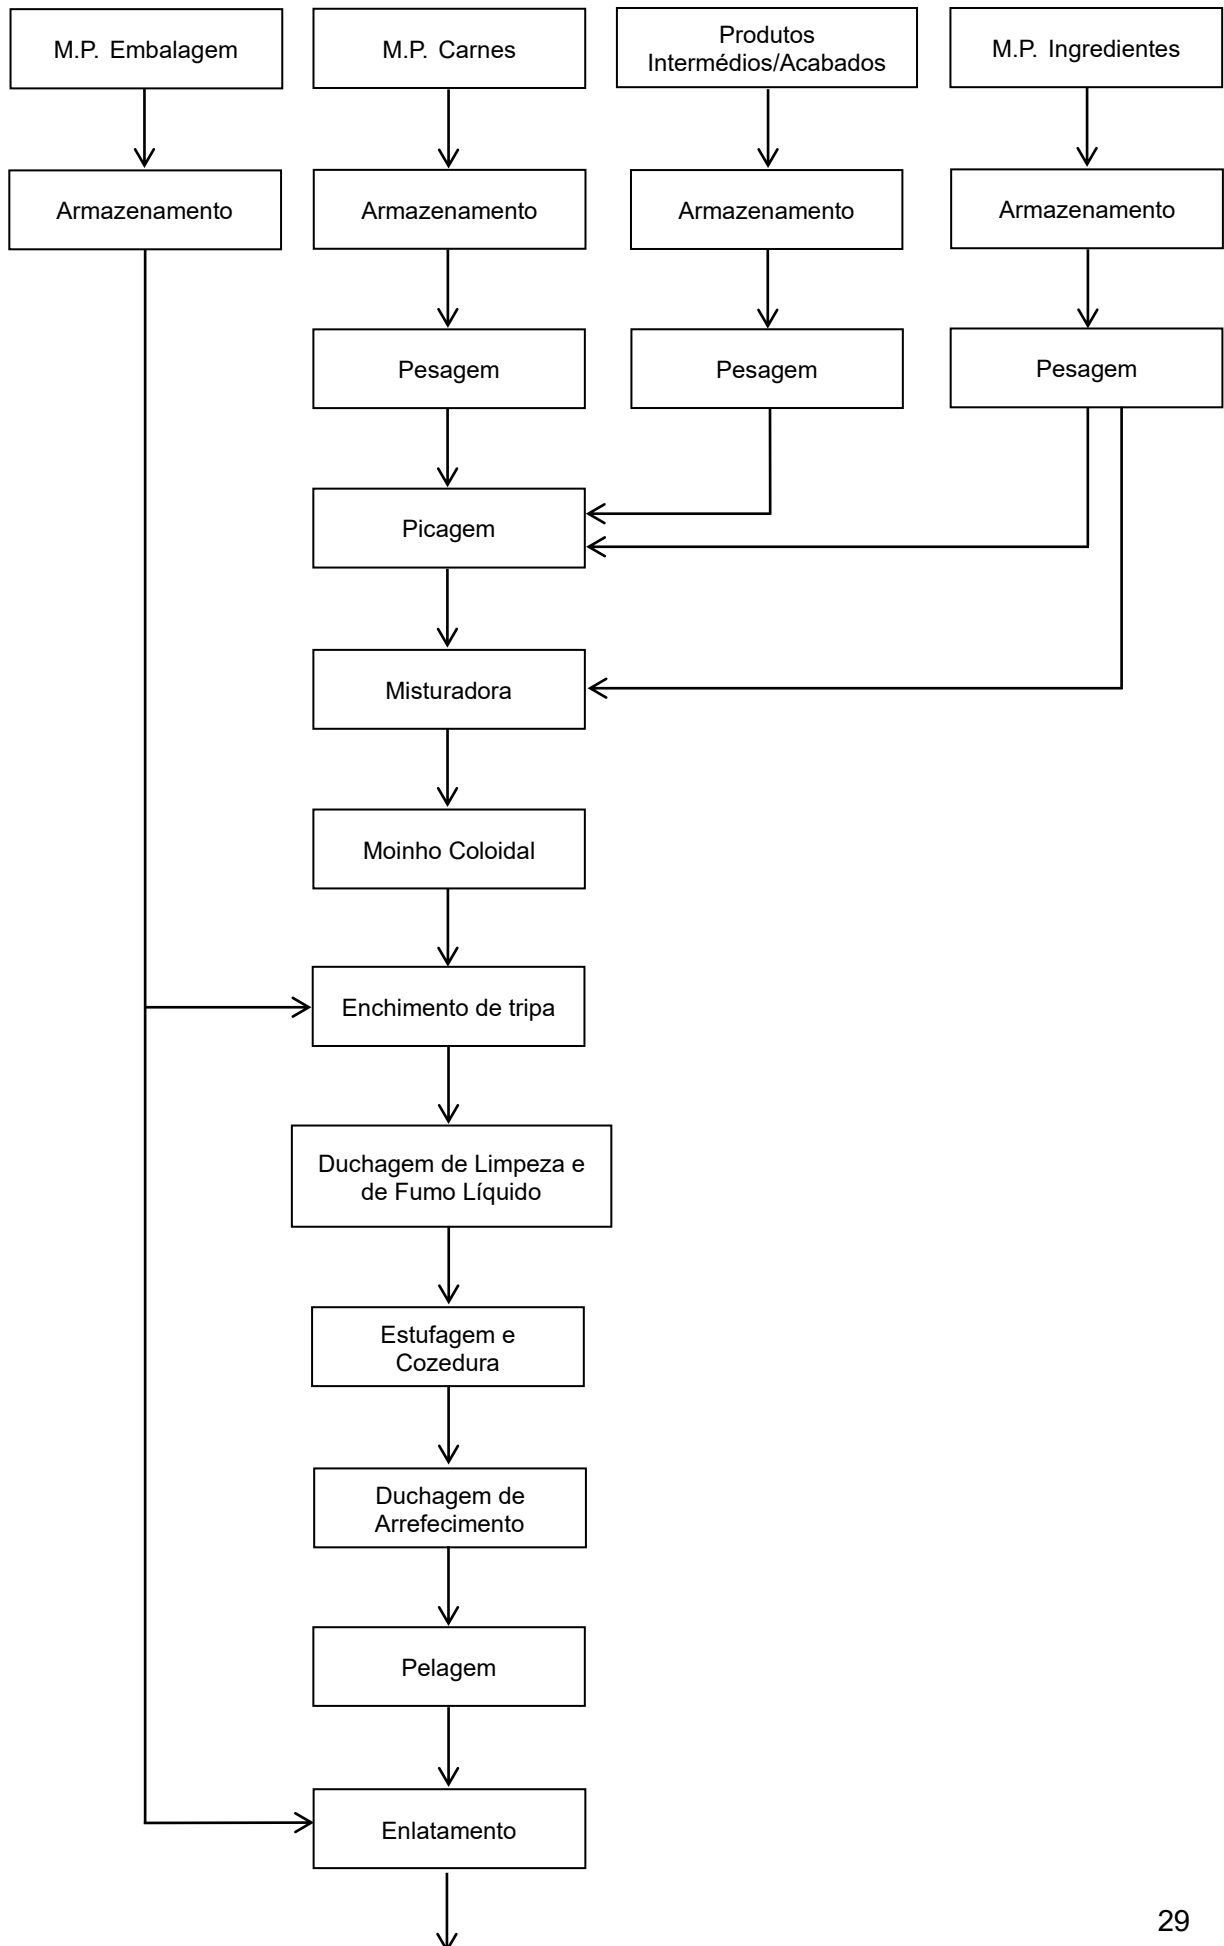 M.P. Embalagem
M.P. Carnes
Produtos
Intermédios/Acabados
M.P. Ingredientes
Armazenamento
Armazenamento
Armazenamento
Armazenamento
Pesagem
Pesagem
Pesagem
Picagem
Misturadora
Moinho Coloidal
Enchimento de tripa
Duchagem de Limpeza e
de Fumo Líquido
Estufagem e
Cozedura
Duchagem de
Arrefecimento
Pelagem
Enlatamento
29